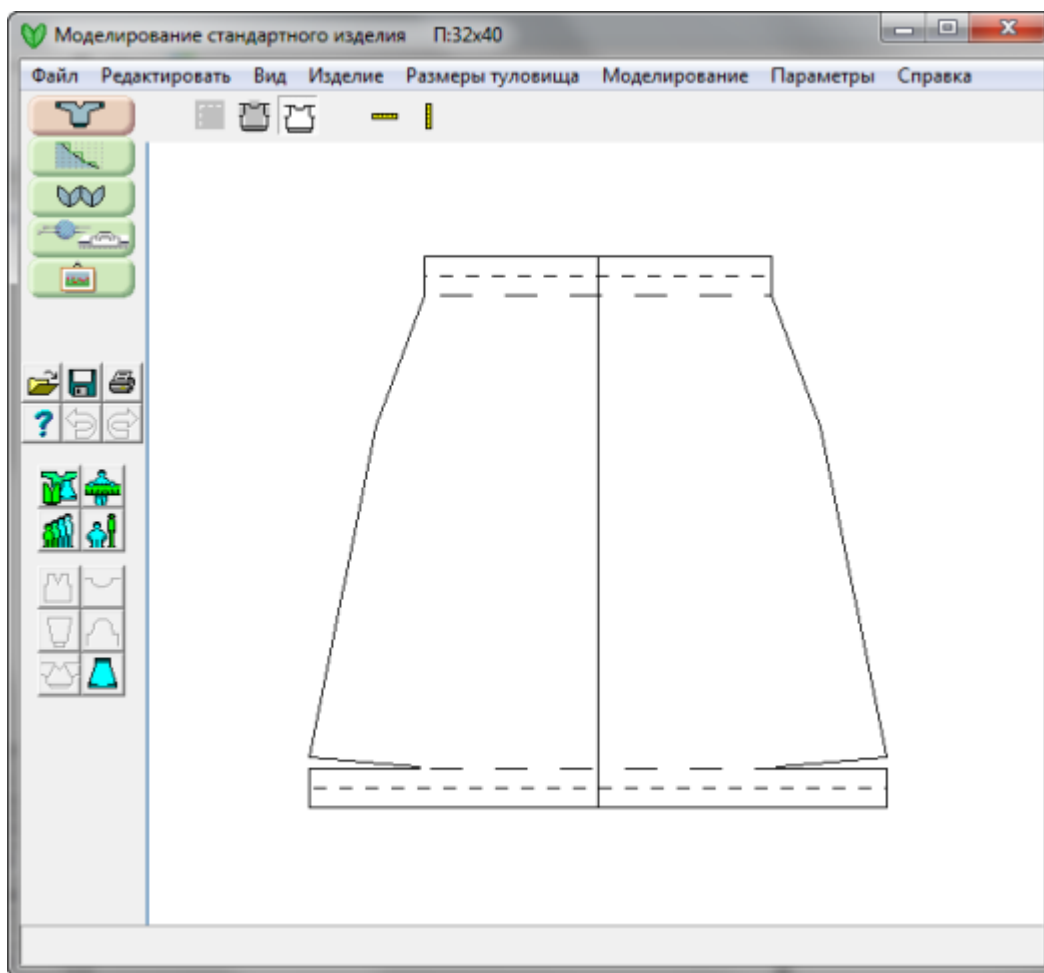 Моделирование стандартного изделия П:32x40
Файл Редактировать Вид Изделие Размеры туловища Моделирование Параметры Справка
?